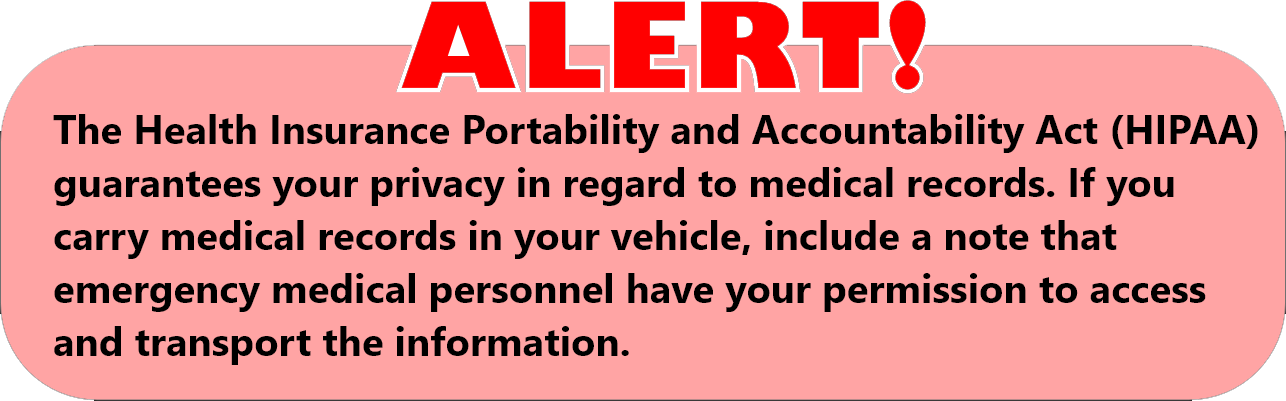 ALERT!
The Health Insurance Portability and Accountability Act (HIPAA)
guarantees your privacy in regard to medical records. If you
carry medical records in your vehicle, include a note that
emergency medical personnel have your permission to access
and transport the information.